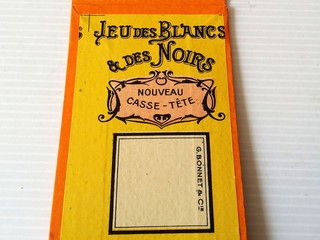 JEU DES BLANCS
& DES NOIRS
NOUVEAU
CASSE-TÊTE
G. BONNET & Cie